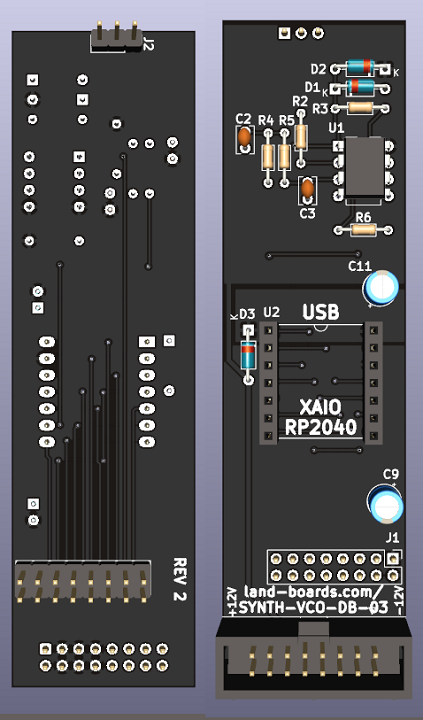 J2
REV 2
D2
K
D1
K
R3
R2
U1
C2
R4
R5
C3
R6
C11
K
D3
U2
USB
XAIO
RP2040
C9
J1
+12V
-12V
land-boards.com/
SYNTH-VCO-DB-03